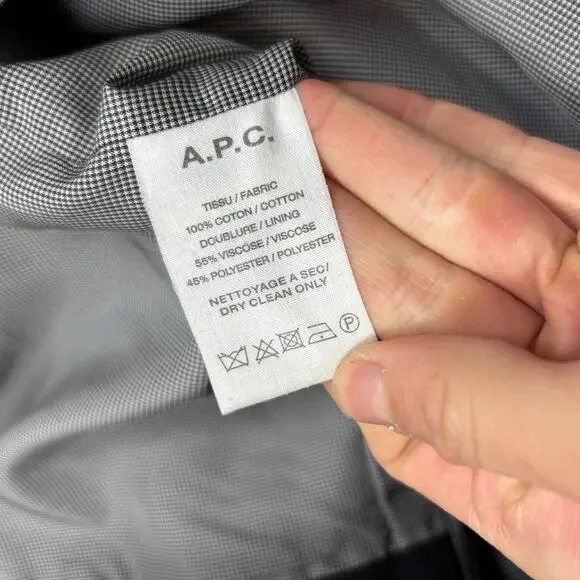 A.P.C.
TISSU / FABRIC
100% COTON / COTTON
DOUBLURE / LINING
55% VISCOSE / VISCOSE
45% POLYESTER / POLYESTER
NETTOYAGE A SEC/
DRY CLEAN ONLY
P